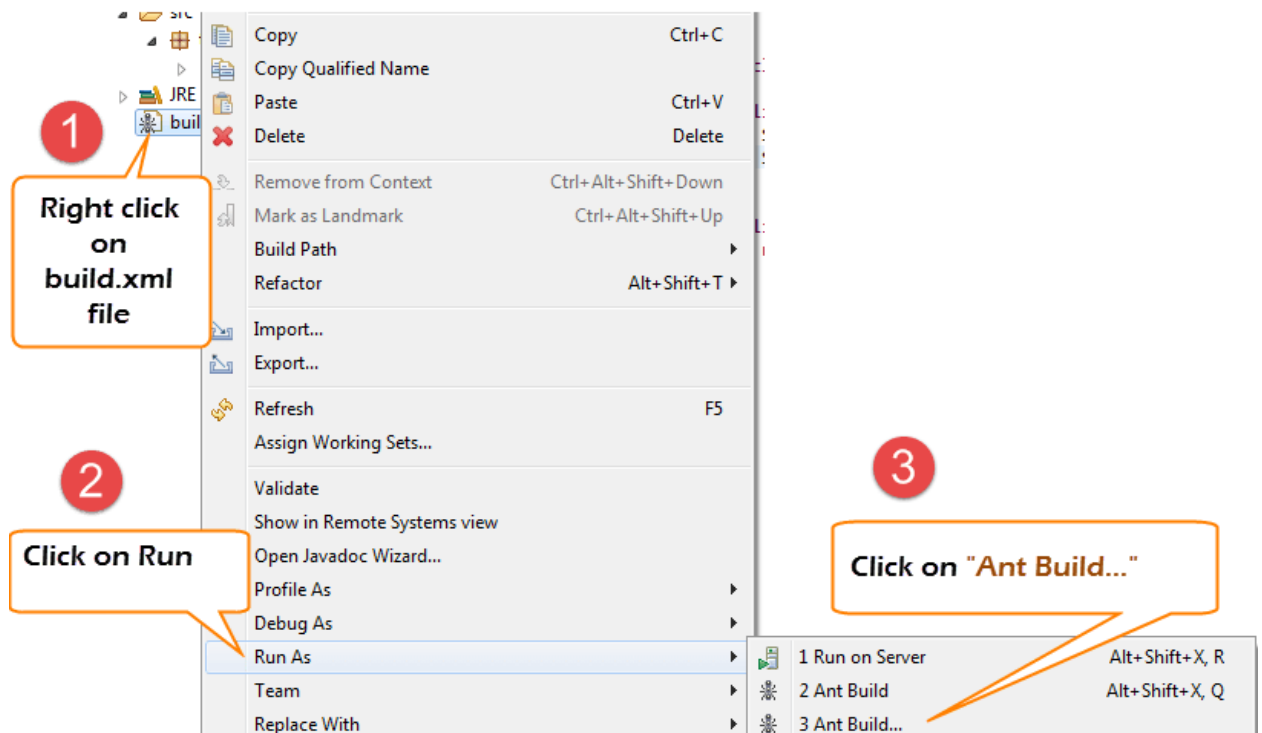 src
Copy Ctrl+C
Copy Qualified Name
JRE
Paste Ctrl+V
1
buil
Delete Delete
Right click
on
build.xml
file
Remove from Context Ctrl+Alt+Shift+Down
Mark as Landmark Ctrl+Alt+Shift+Up
Build Path
Refactor Alt+Shift+T
Import...
Export...
Refresh F5
Assign Working Sets...
2
3
Validate
Show in Remote Systems view
Click on Run
Open Javadoc Wizard...
Click on "Ant Build..."
Profile As
Debug As
Run As
1 Run on Server Alt+Shift+X, R
Team
2 Ant Build Alt+Shift+X, Q
Replace With
3 Ant Build...